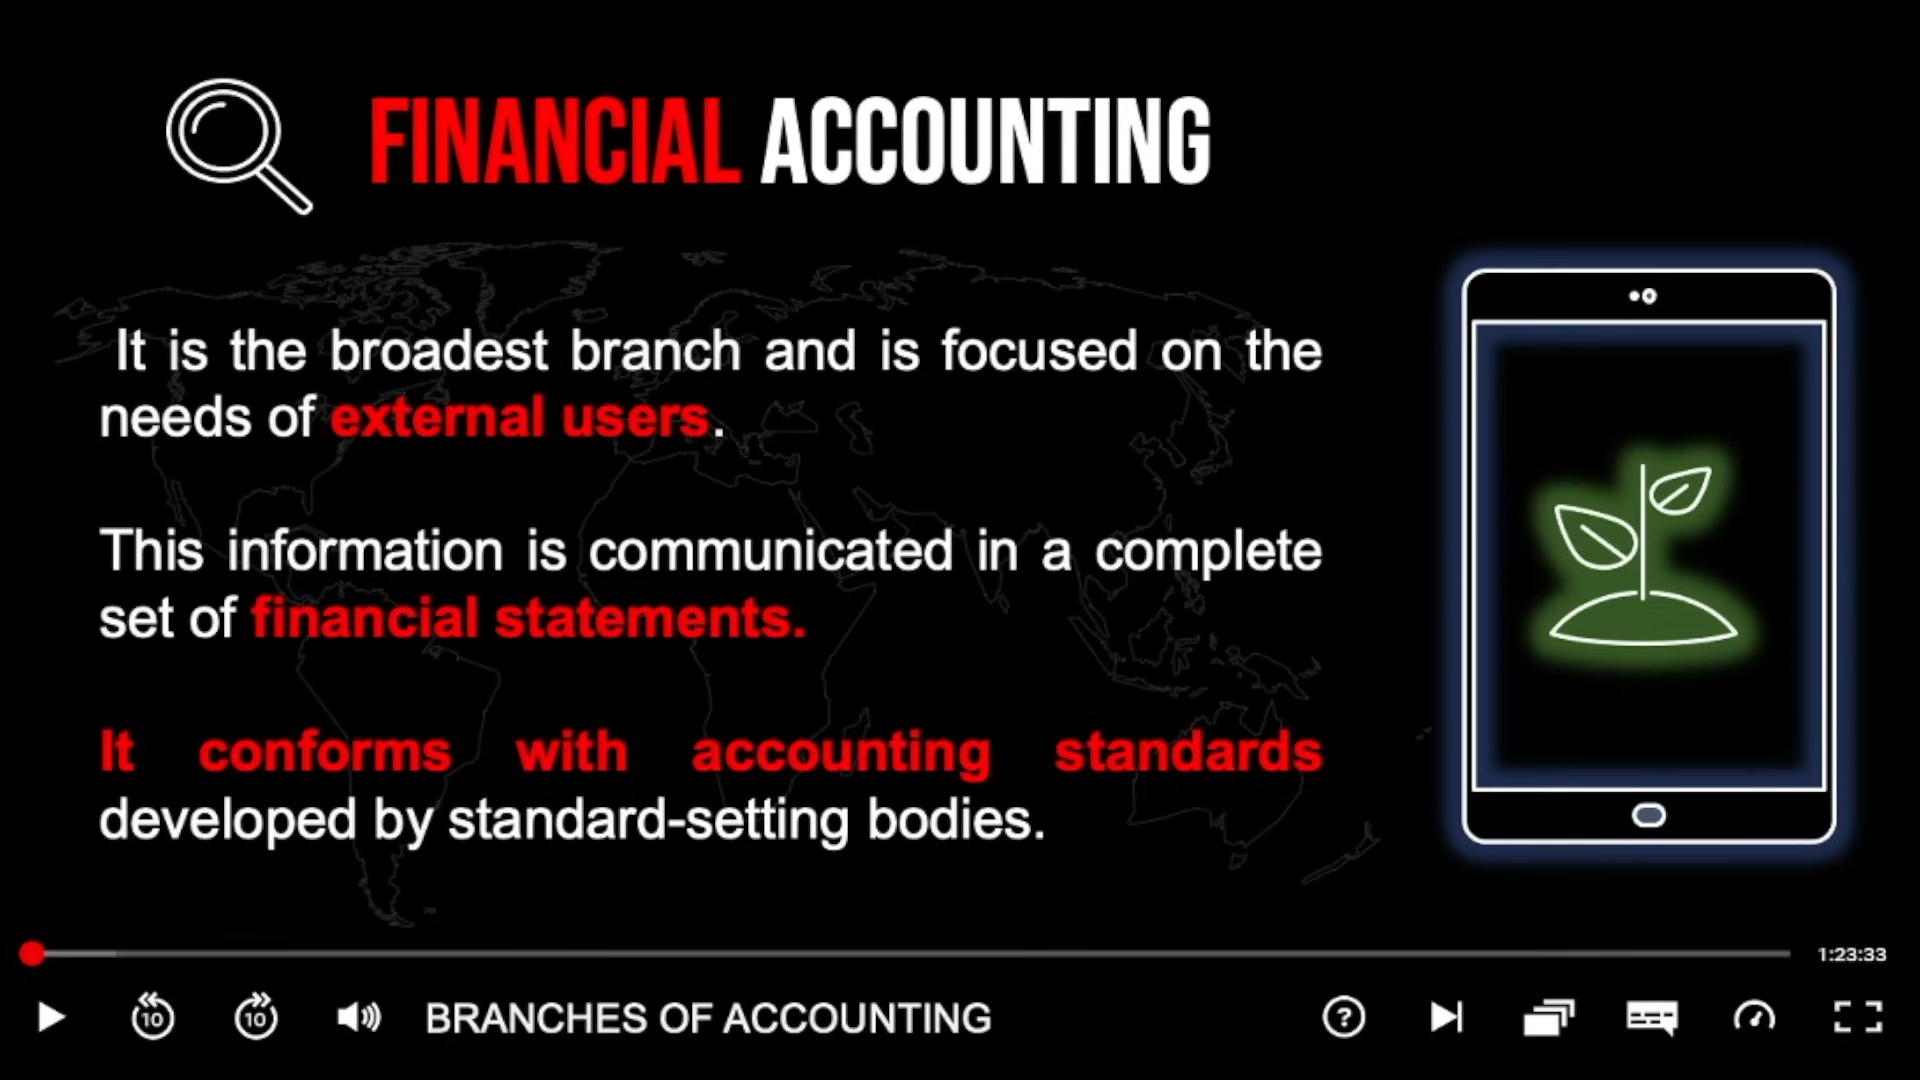 FINANCIAL ACCOUNTING
It is the broadest branch and is focused on the
needs of external users.
This information is communicated in a complete
set of financial statements.
It conforms with accounting standards
developed by standard-setting bodies.
1:23:33
10
10
BRANCHES OF ACCOUNTING
?